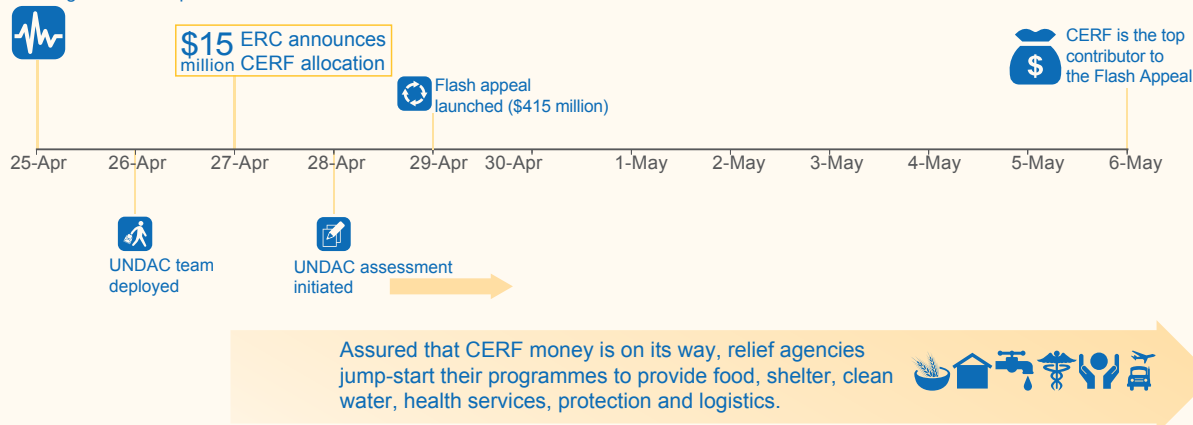 $15 million
ERC announces
CERF allocation
Flash appeal
launched ($415 million)
CERF is the top
contributor to
the Flash Appeal
$
25-Apr 26-Apr 27-Apr 28-Apr 29-Apr 30-Apr 1-May 2-May 3-May 4-May 5-May 6-May
UNDAC team
deployed
UNDAC assessment
initiated
Assured that CERF money is on its way, relief agencies
jump-start their programmes to provide food, shelter, clean
water, health services, protection and logistics.